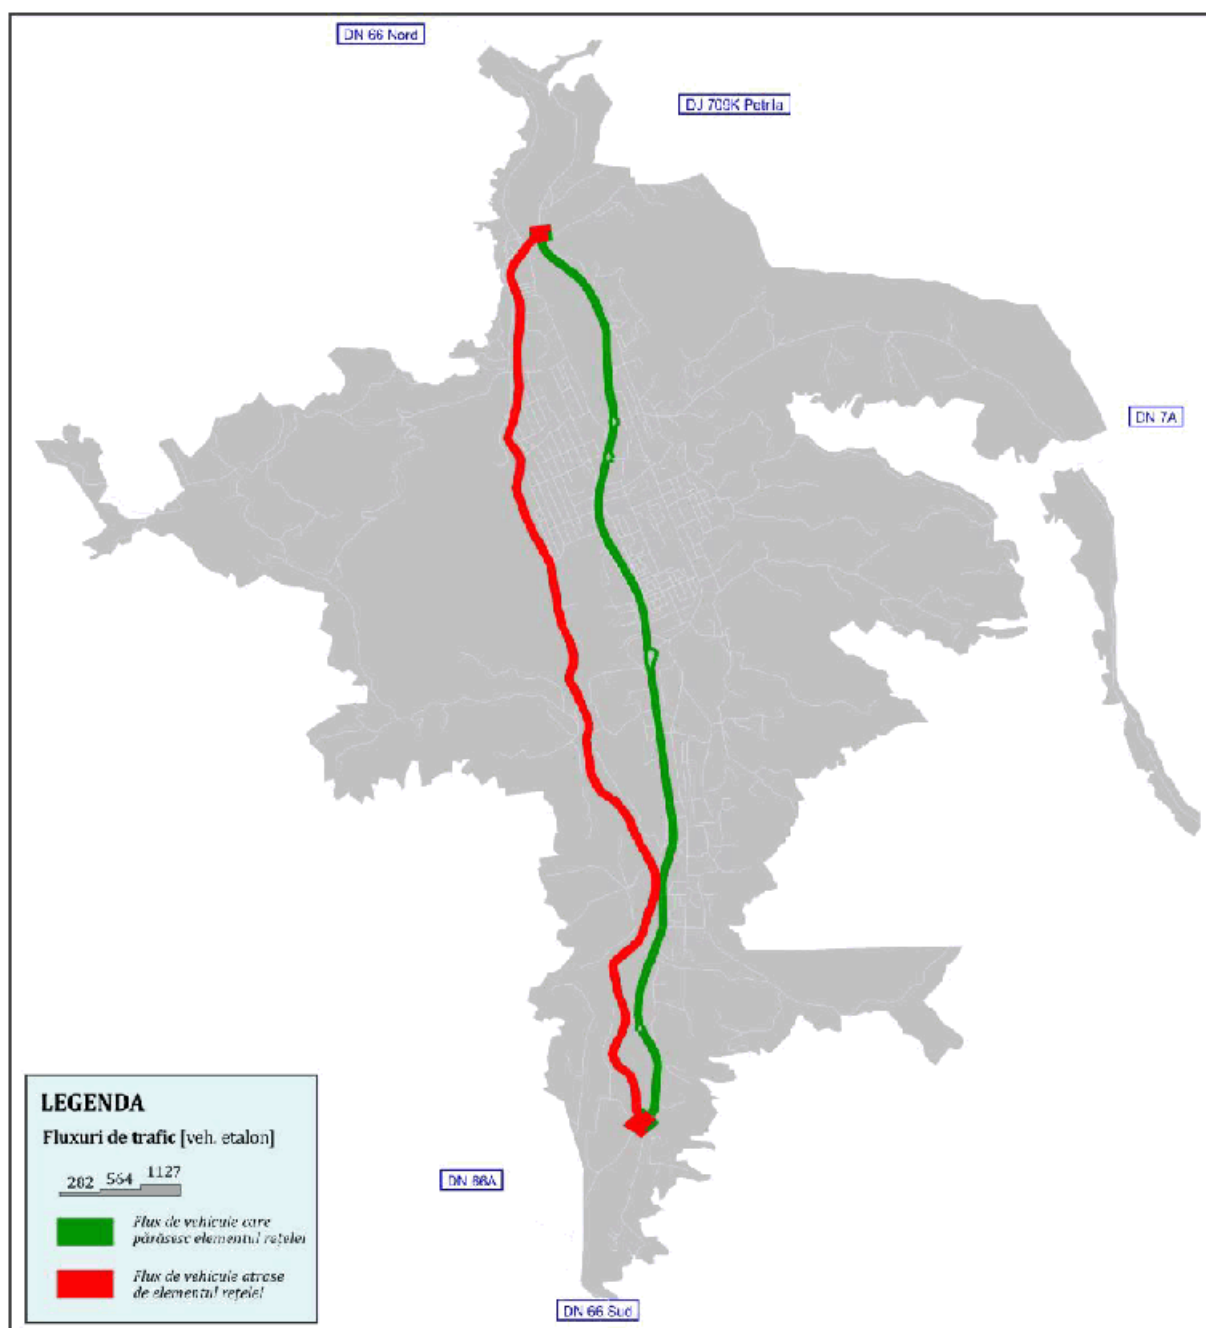 DN 66 Nord
DJ 709K Petrila
DN 7A
LEGENDA
Fluxuri de trafic [veh. etalon]
282 564 1127
Flux de vehicule care
părăsesc elementul rețelei
Flux de vehicule atrase
de elementul rețelei
DN 66A
DN 66 Sud